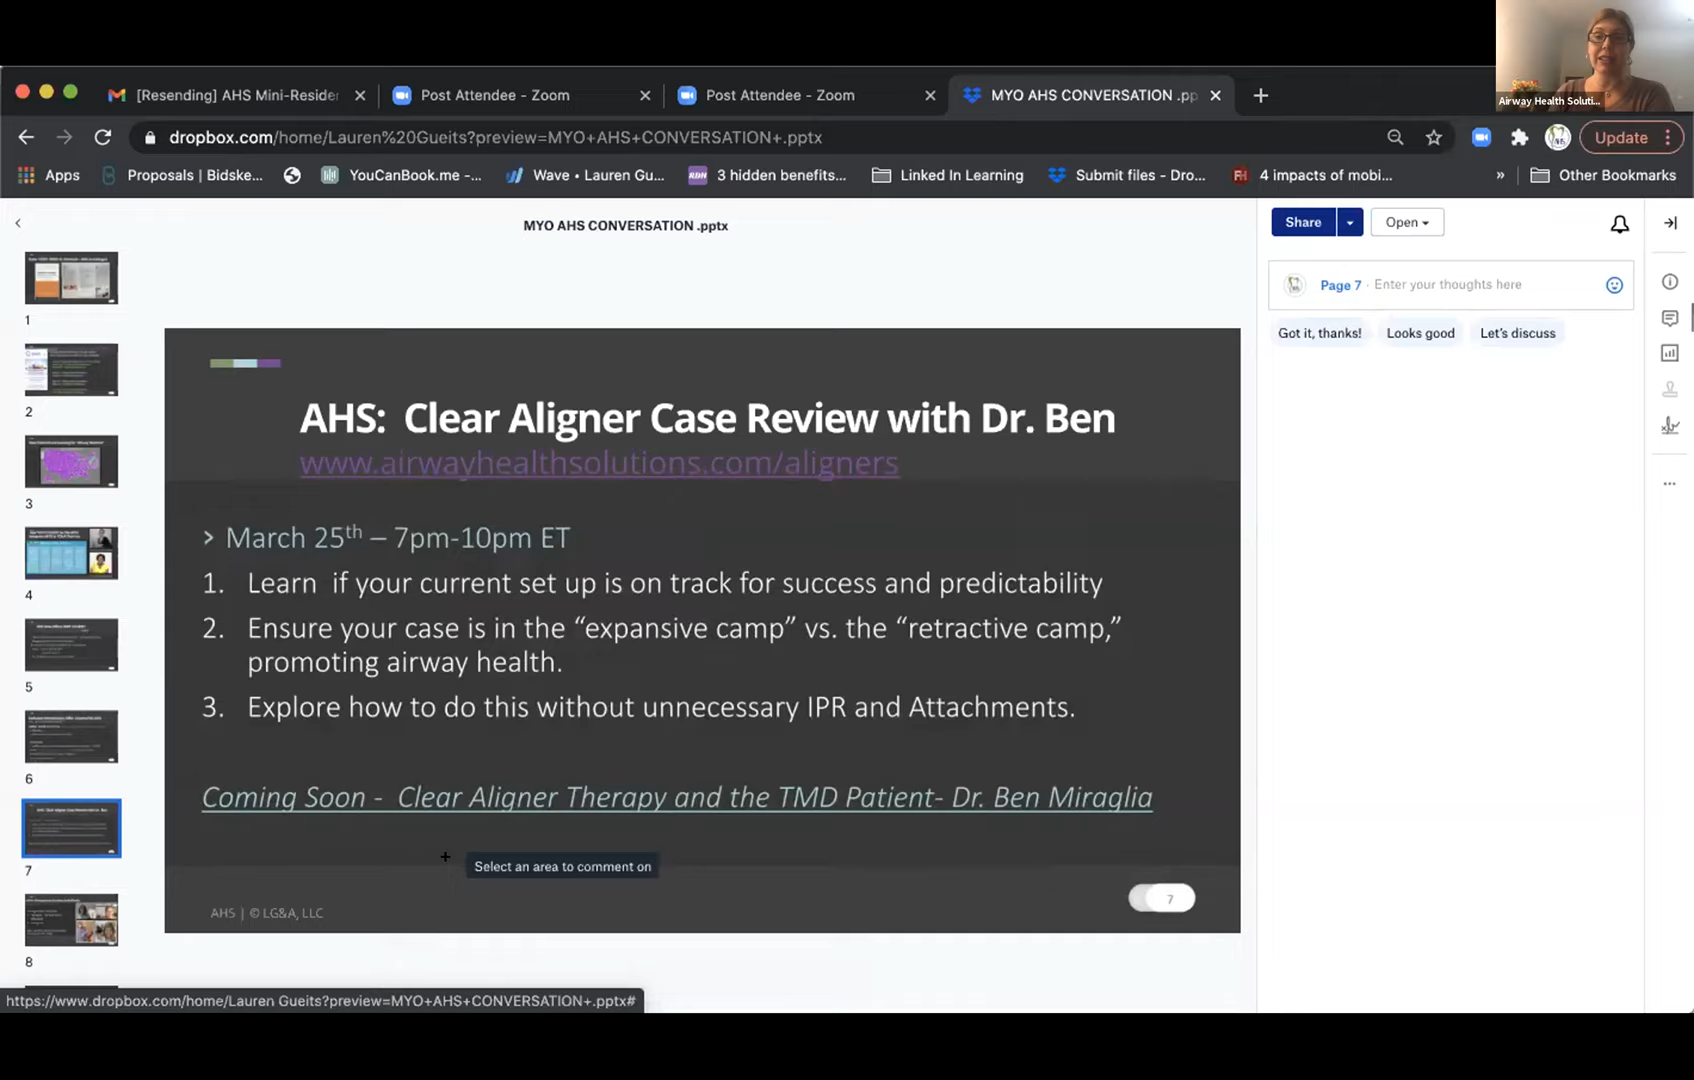 Airway Health Soluti...
[Resending] AHS Mini-Reside
Post Attendee - Zoom
Post Attendee - Zoom
MYO AHS CONVERSATION .pp
dropbox.com/home/Lauren%20Gueits?preview=MYO+AHS+CONVERSATION+.pptx
Update
Apps
Proposals | Bidske...
YouCanBook.me -...
Wave • Lauren Gu...
RDH
3 hidden benefits...
Linked In Learning
Submit files - Dro...
4 impacts of mobi...
»
Other Bookmarks
MYO AHS CONVERSATION .pptx
Share
Open
Page 7 · Enter your thoughts here
Got it, thanks!
Looks good
Let's discuss
1
2
3
4
5
6
7
8
AHS: Clear Aligner Case Review with Dr. Ben
www.airwayhealthsolutions.com/aligners
› March 25th – 7pm-10pm ET
1. Learn if your current set up is on track for success and predictability
2. Ensure your case is in the “expansive camp” vs. the “retractive camp,”
promoting airway health.
3. Explore how to do this without unnecessary IPR and Attachments.
Coming Soon - Clear Aligner Therapy and the TMD Patient- Dr. Ben Miraglia
Select an area to comment on
AHS | © LG&A, LLC
7
https://www.dropbox.com/home/Lauren Gueits?preview=MYO+AHS+CONVERSATION+.pptx#